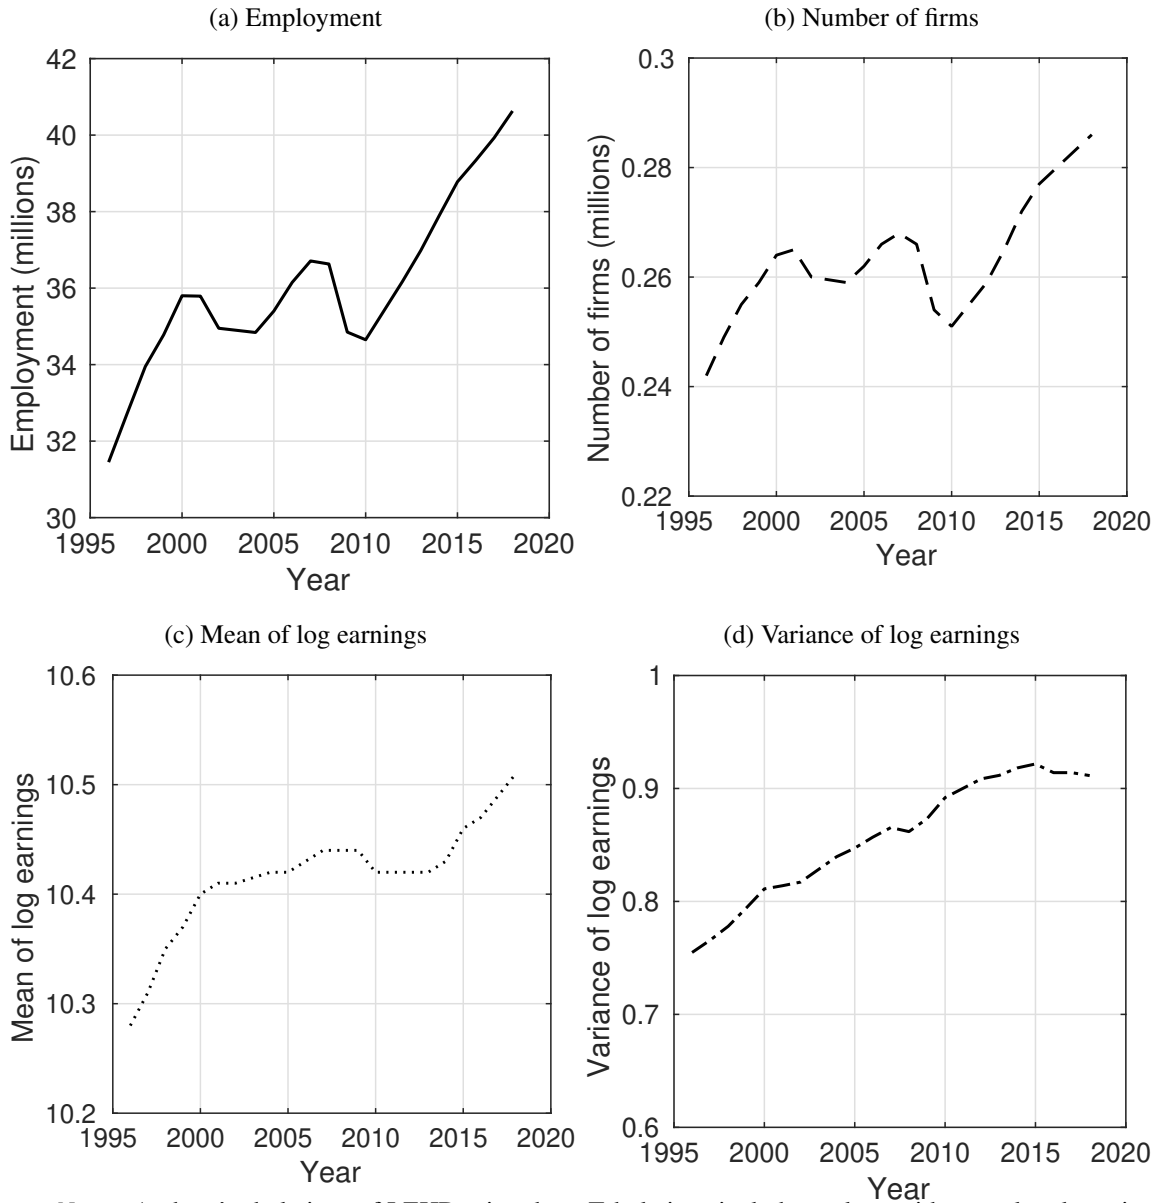 (a) Employment
42
40
38
36
34
32
30
Employment (millions)
1995 2000 2005 2010 2015 2020
Year
(b) Number of firms
0.3
0.28
0.26
0.24
0.22
Number of firms (millions)
1995 2000 2005 2010 2015 2020
Year
(c) Mean of log earnings
10.6
10.5
10.4
10.3
10.2
Mean of log earnings
1995 2000 2005 2010 2015 2020
Year
(d) Variance of log earnings
1
0.9
0.8
0.7
0.6
Variance of log earnings
1995 2000 2005 2010 2015 2020
Year